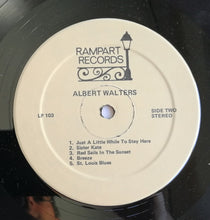 RAMPART
RECORDS
ALBERT WALTERS
LP 103
SIDE TWO
STEREO
1. Just A Little While To Stay Here
2. Sister Kate
3. Red Sails In The Sunset
4. Breeze
5. St. Louis Blues